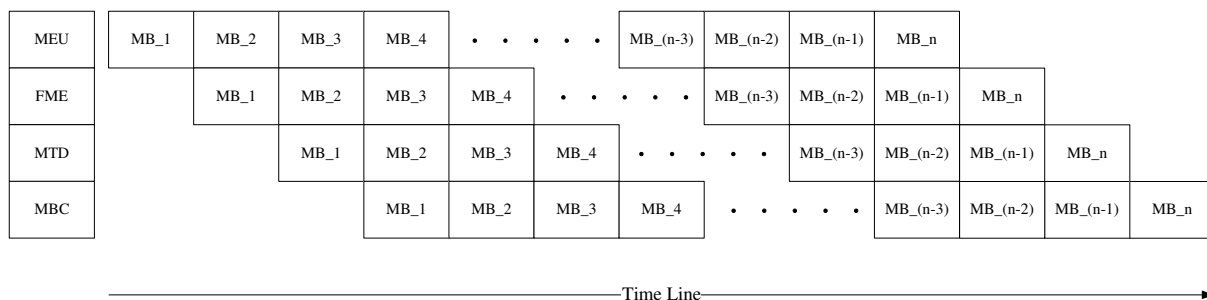 MEU MB_1 MB_2 MB_3 MB_4 . . . . . MB_(n-3) MB_(n-2) MB_(n-1) MB_n
FME MB_1 MB_2 MB_3 MB_4 . . . . . MB_(n-3) MB_(n-2) MB_(n-1) MB_n
MTD MB_1 MB_2 MB_3 MB_4 . . . . . MB_(n-3) MB_(n-2) MB_(n-1) MB_n
MBC MB_1 MB_2 MB_3 MB_4 . . . . . MB_(n-3) MB_(n-2) MB_(n-1) MB_n
Time Line